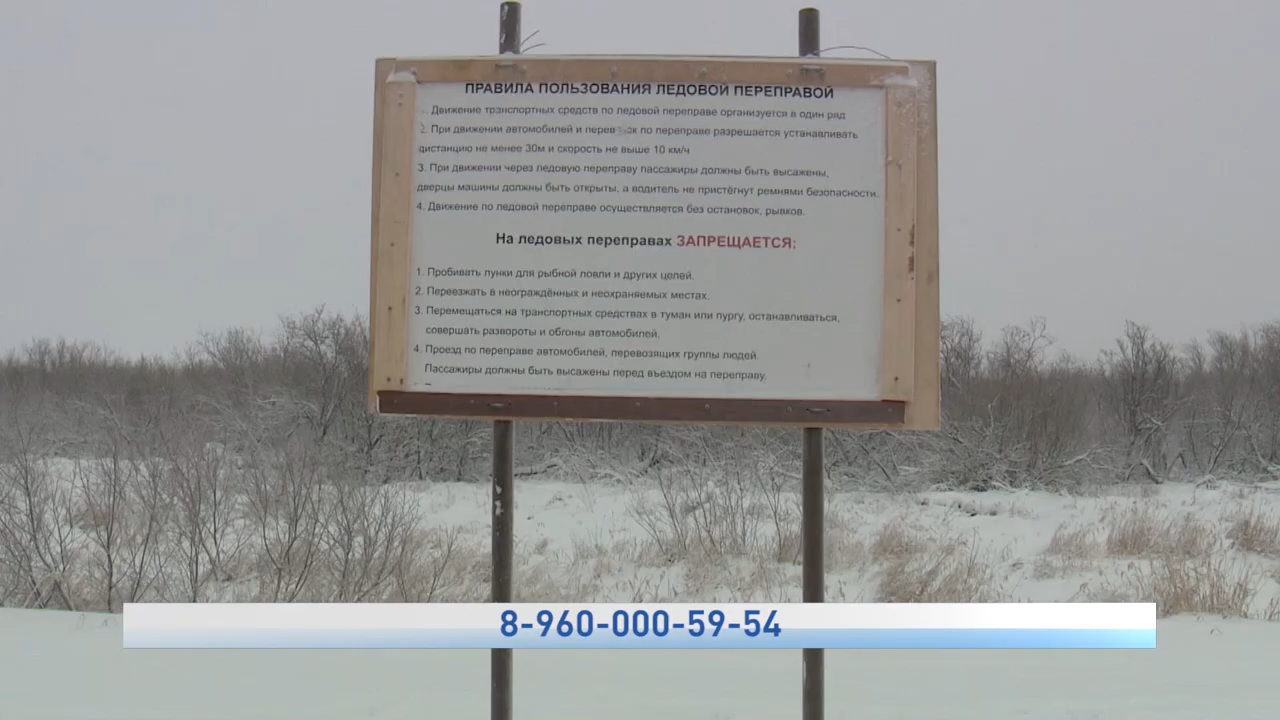 ПРАВИЛА ПОЛЬЗОВАНИЯ ЛЕДОВОЙ ПЕРЕПРАВОЙ
. Движение транспортных средств по ледовой переправе организуется в один ряд
2. При движении автомобилей и по переправе разрешается устанавливать
дистанцию не менее 30м и скорость не выше 10 км/ч
3. При движении через ледовую переправу пассажиры должны быть высажены,
дверцы машины должны быть открыты, а водитель не пристёгнут ремнями безопасности.
4. Движение по ледовой переправе осуществляется без остановок, рывков.
На ледовых переправах ЗАПРЕЩАЕТСЯ:
1. Пробивать лунки для рыбной ловли и других целей.
2. Переезжать в неограждённых и неохраняемых местах.
3. Перемещаться на транспортных средствах в туман или пургу, останавливаться,
совершать развороты и обгоны автомобилей.
4. Проезд по переправе автомобилей, перевозящих группы людей.
Пассажиры должны быть высажены перед въездом на переправу.
8-960-000-59-54